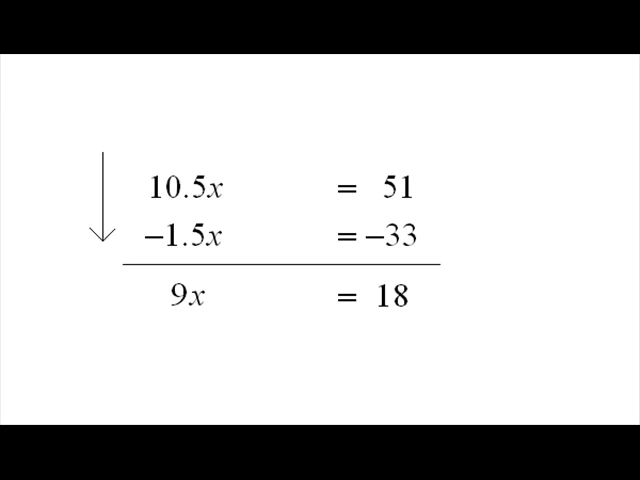 10.5x = 51
−1.5x = −33
9x = 18